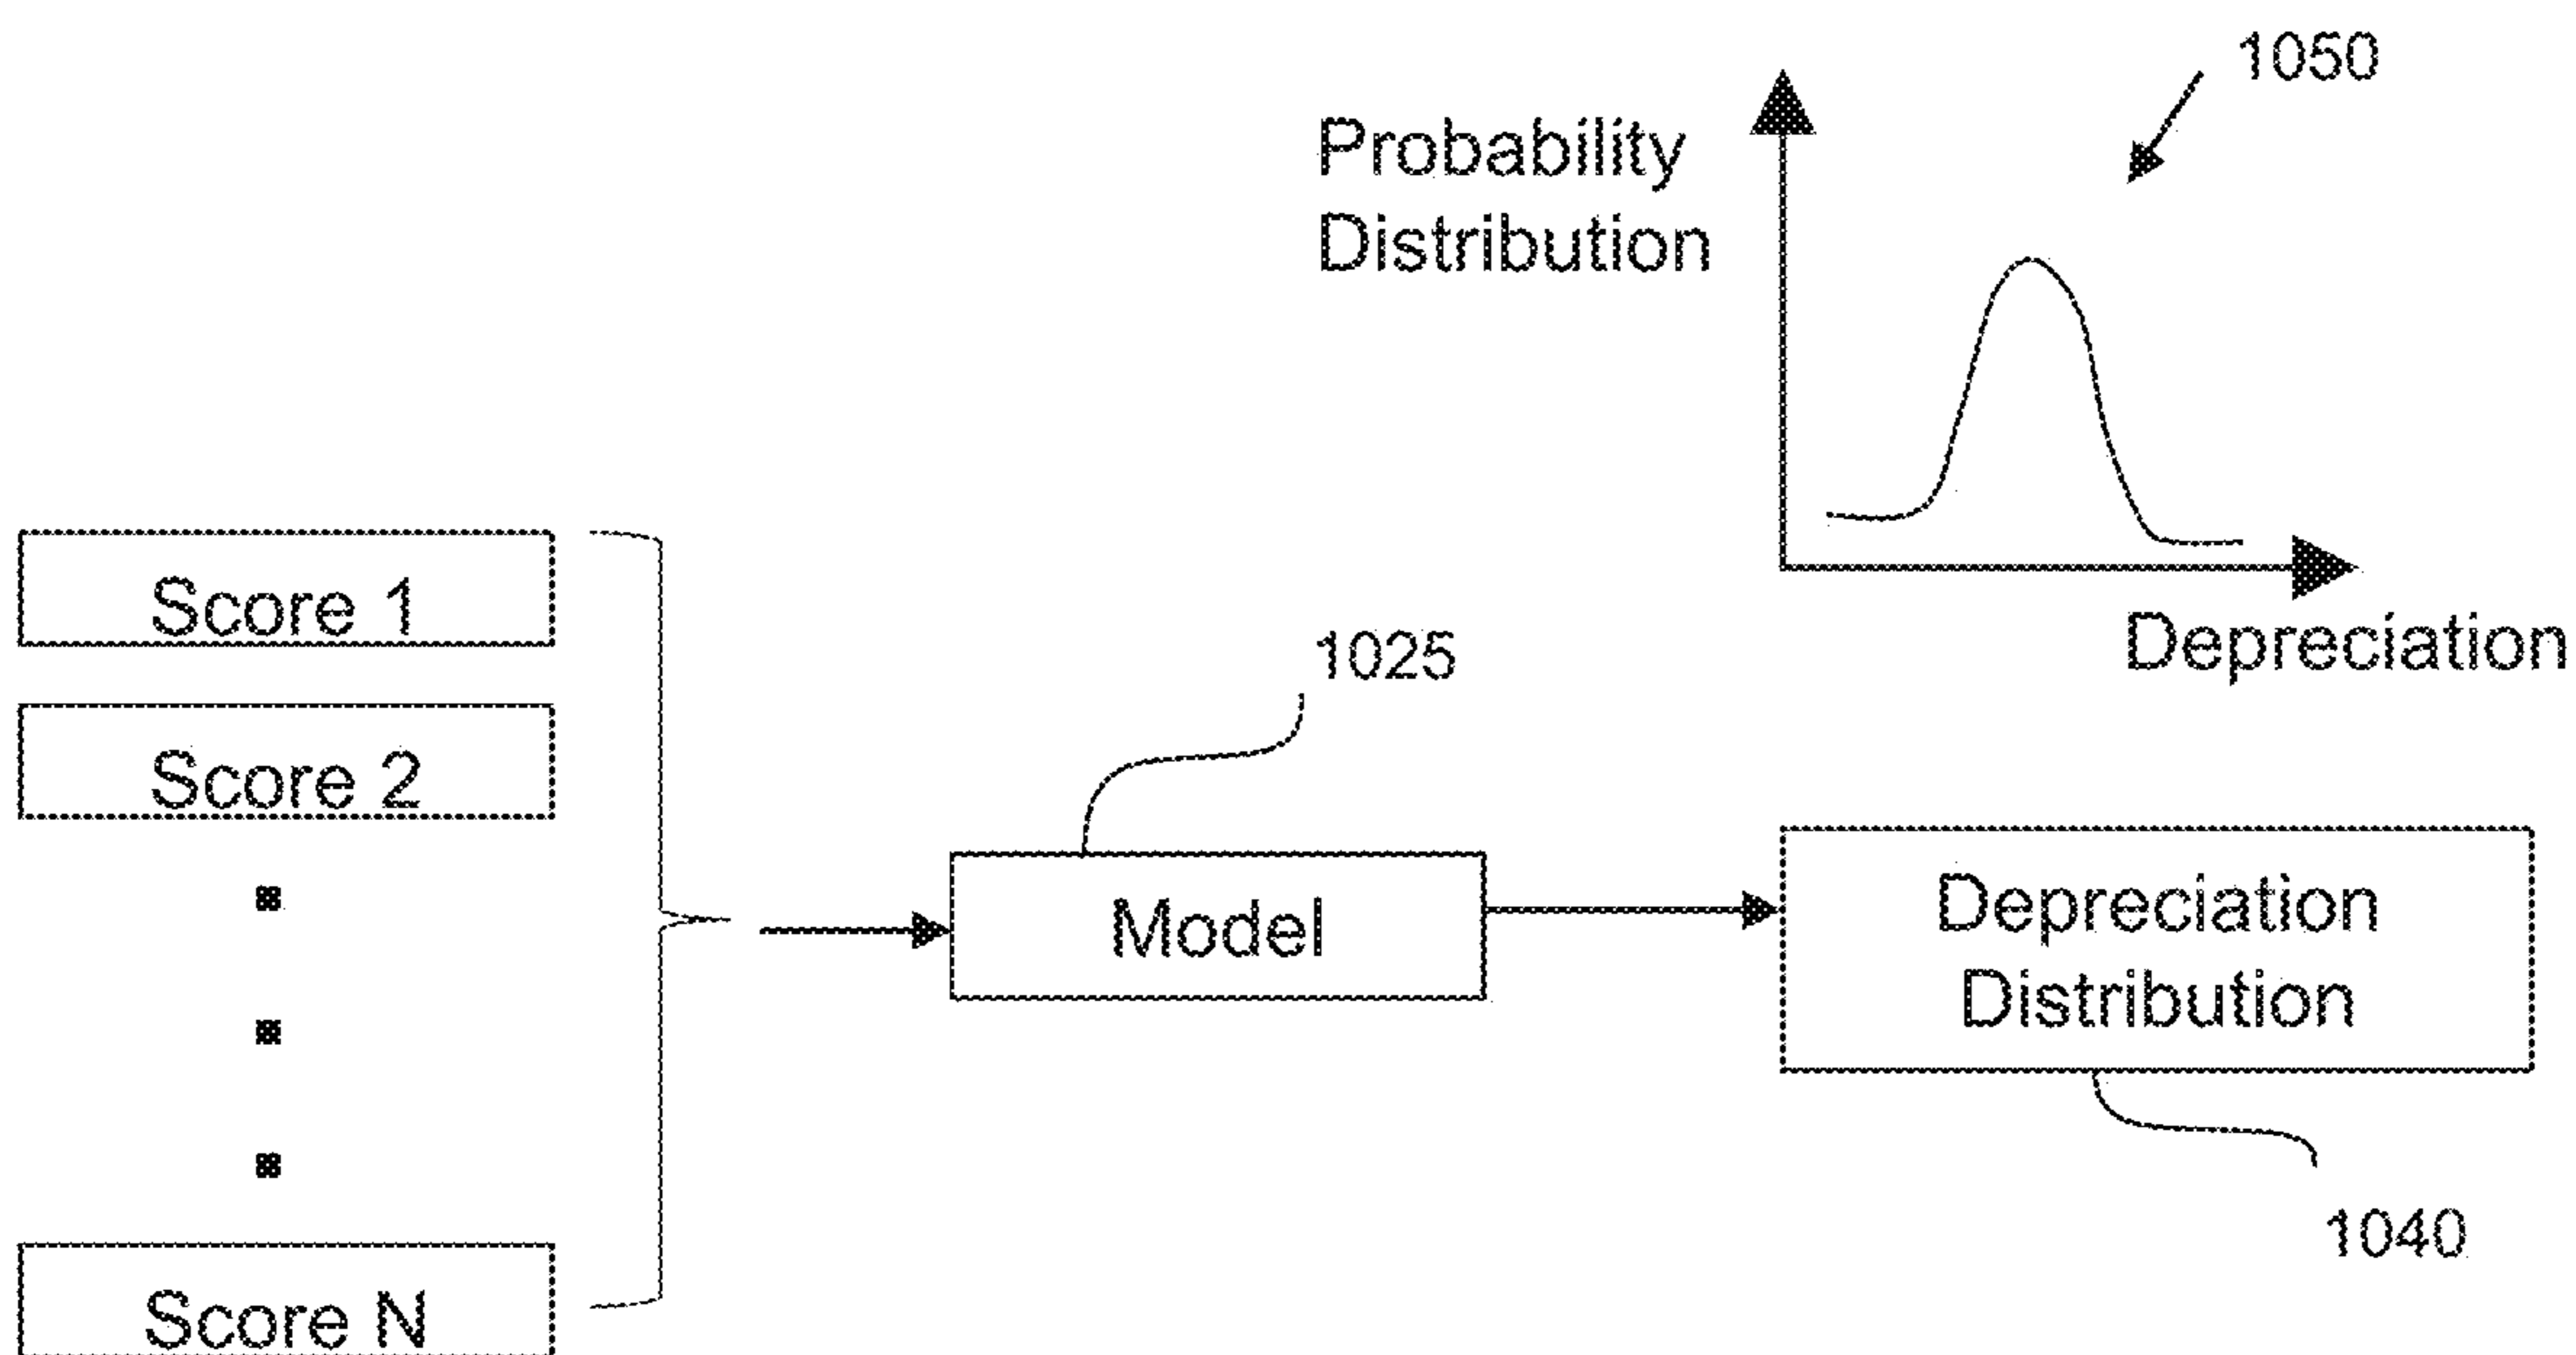 1050
Probability
Distribution
Depreciation
Score 1
Score 2
Score N
1025
Model
Depreciation
Distribution
1040